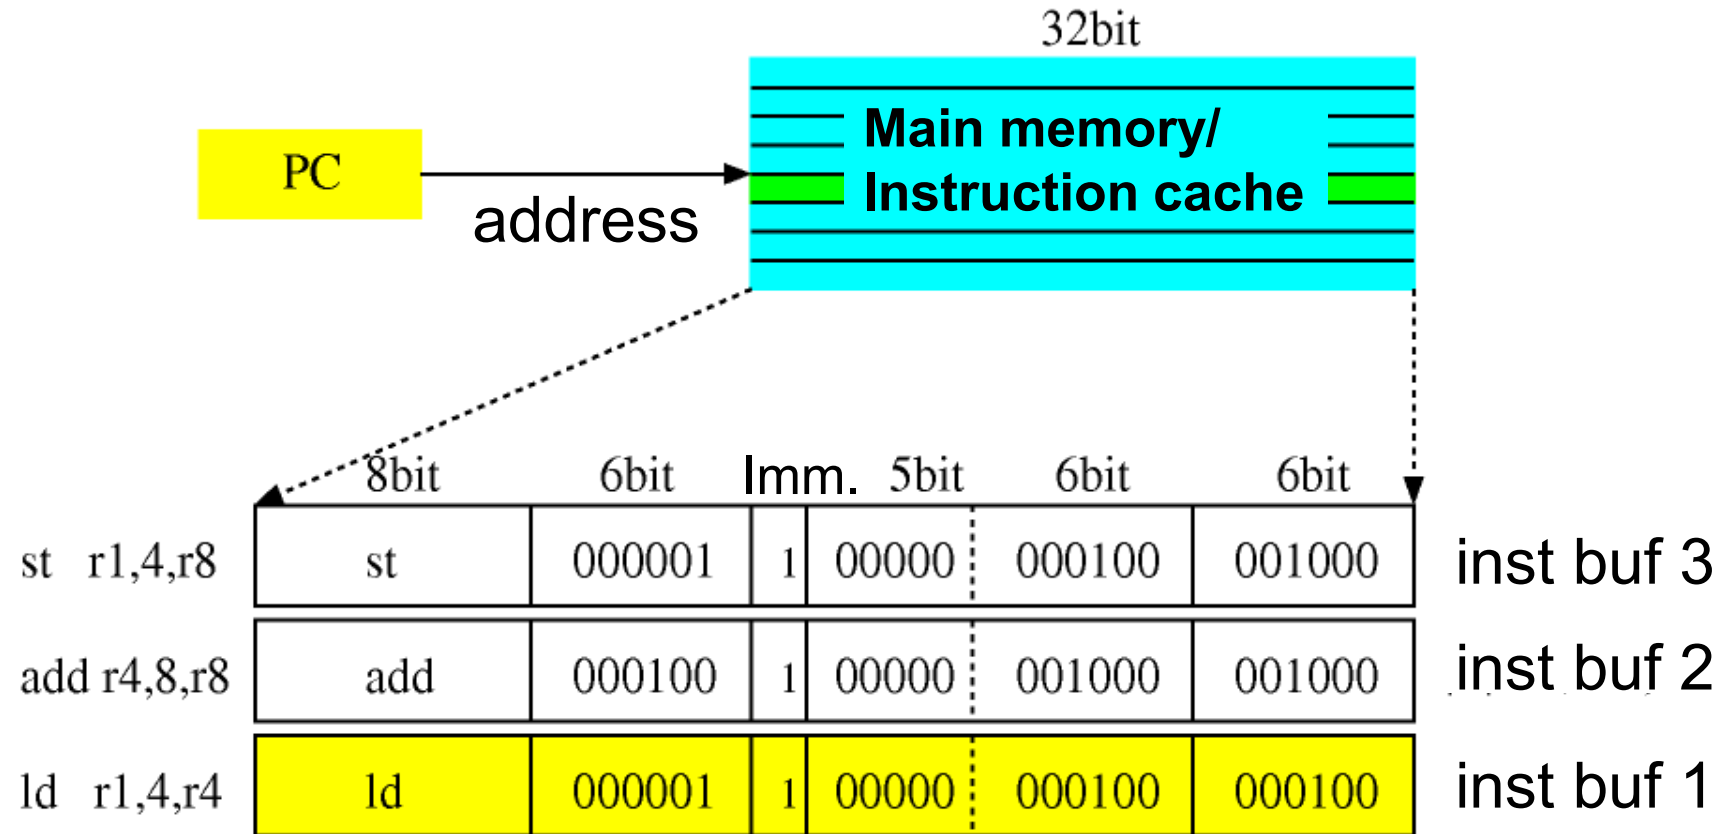 32bit
PC
address
Main memory/
Instruction cache
8bit 6bit Imm. 5bit 6bit 6bit
st r1,4,r8 st 000001 1 00000 000100 001000 inst buf 3
add r4,8,r8 add 000100 1 00000 001000 001000 inst buf 2
ld r1,4,r4 ld 000001 1 00000 000100 000100 inst buf 1